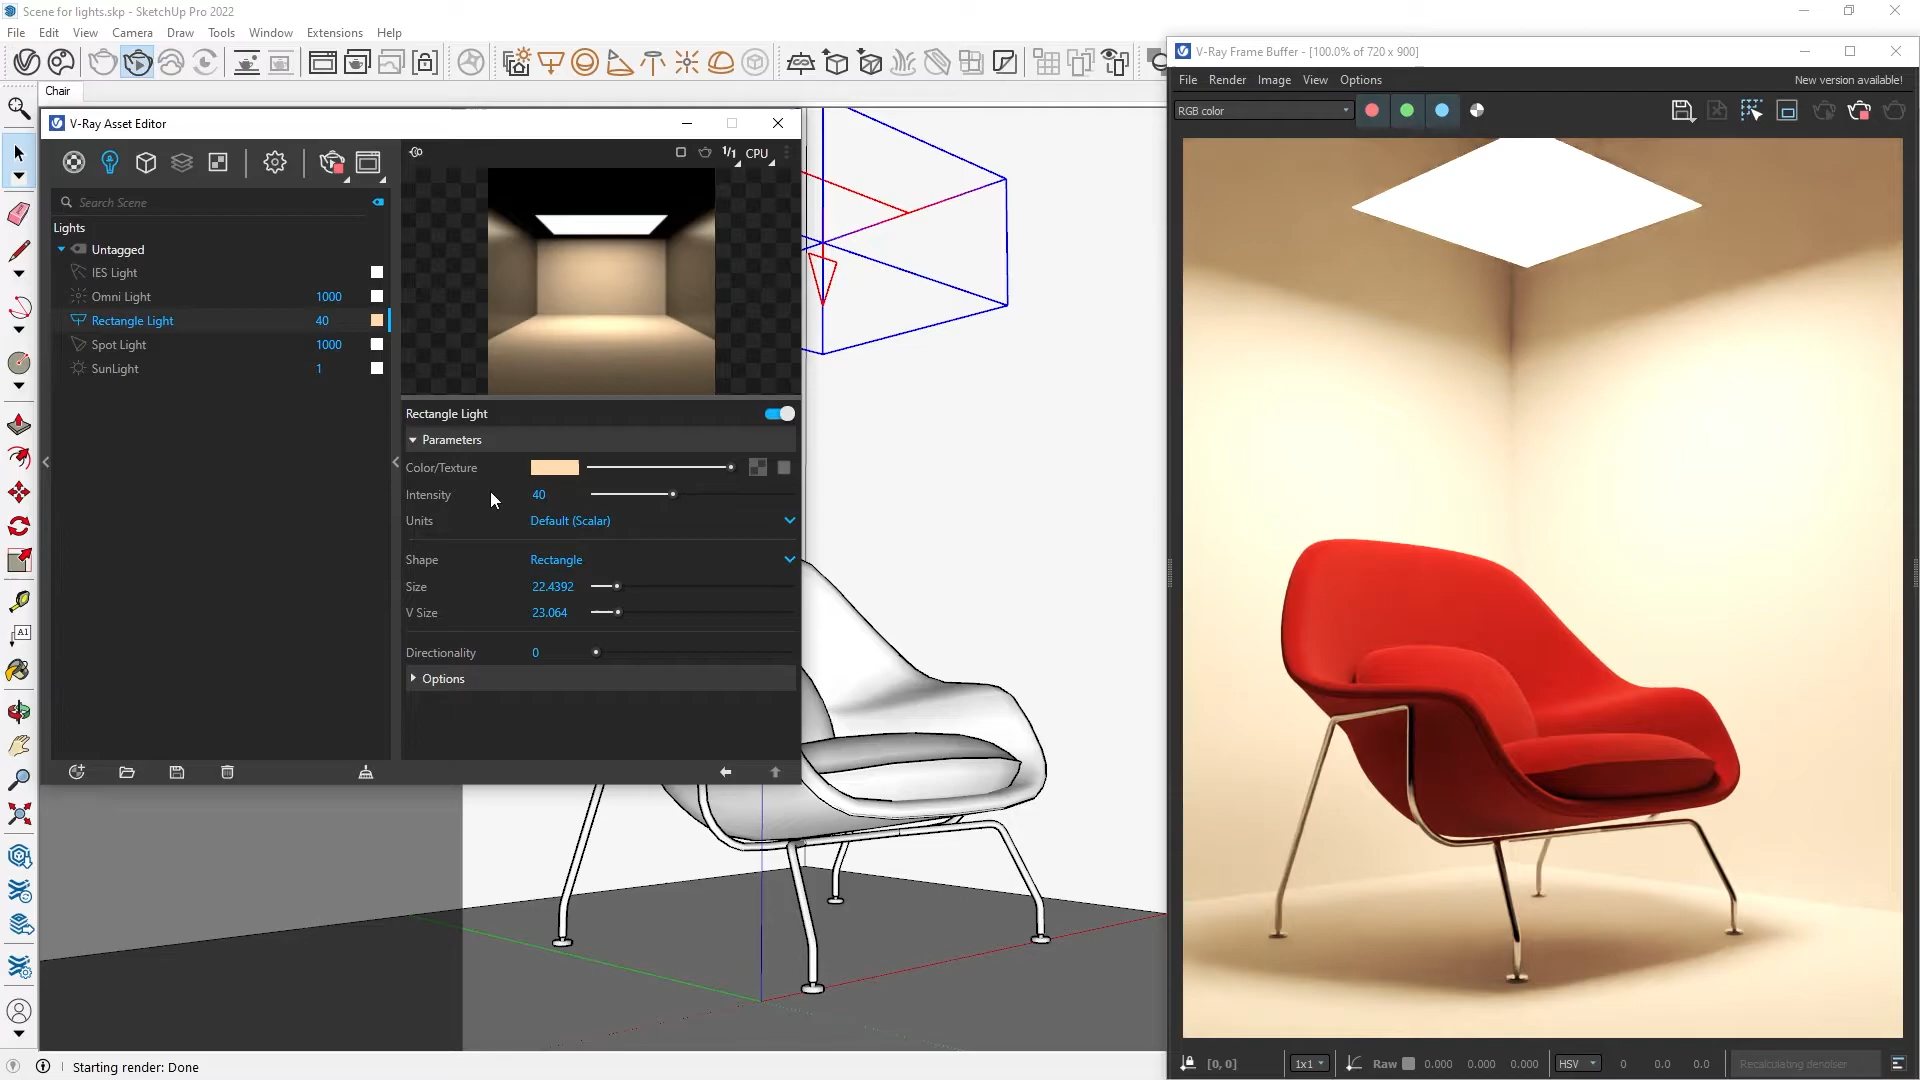 Scene for lights.skp - SketchUp Pro 2022
File Edit View Camera Draw Tools Window Extensions Help
Chair
V-Ray Asset Editor
1/1 CPU
Search Scene
Lights
Untagged
IES Light
Omni Light 1000
Rectangle Light 40
Spot Light 1000
SunLight 1
Rectangle Light
Parameters
Color/Texture
Intensity 40
Units Default (Scalar)
Shape Rectangle
Size 22.4392
V Size 23.064
Directionality 0
Options
A1
Starting render: Done
V-Ray Frame Buffer - [100.0% of 720 x 900]
File Render Image View Options New version available!
RGB color
[0, 0] 1x1 Raw 0.000 0.000 0.000 HSV 0 0.0 0.0 Recalculating denoiser